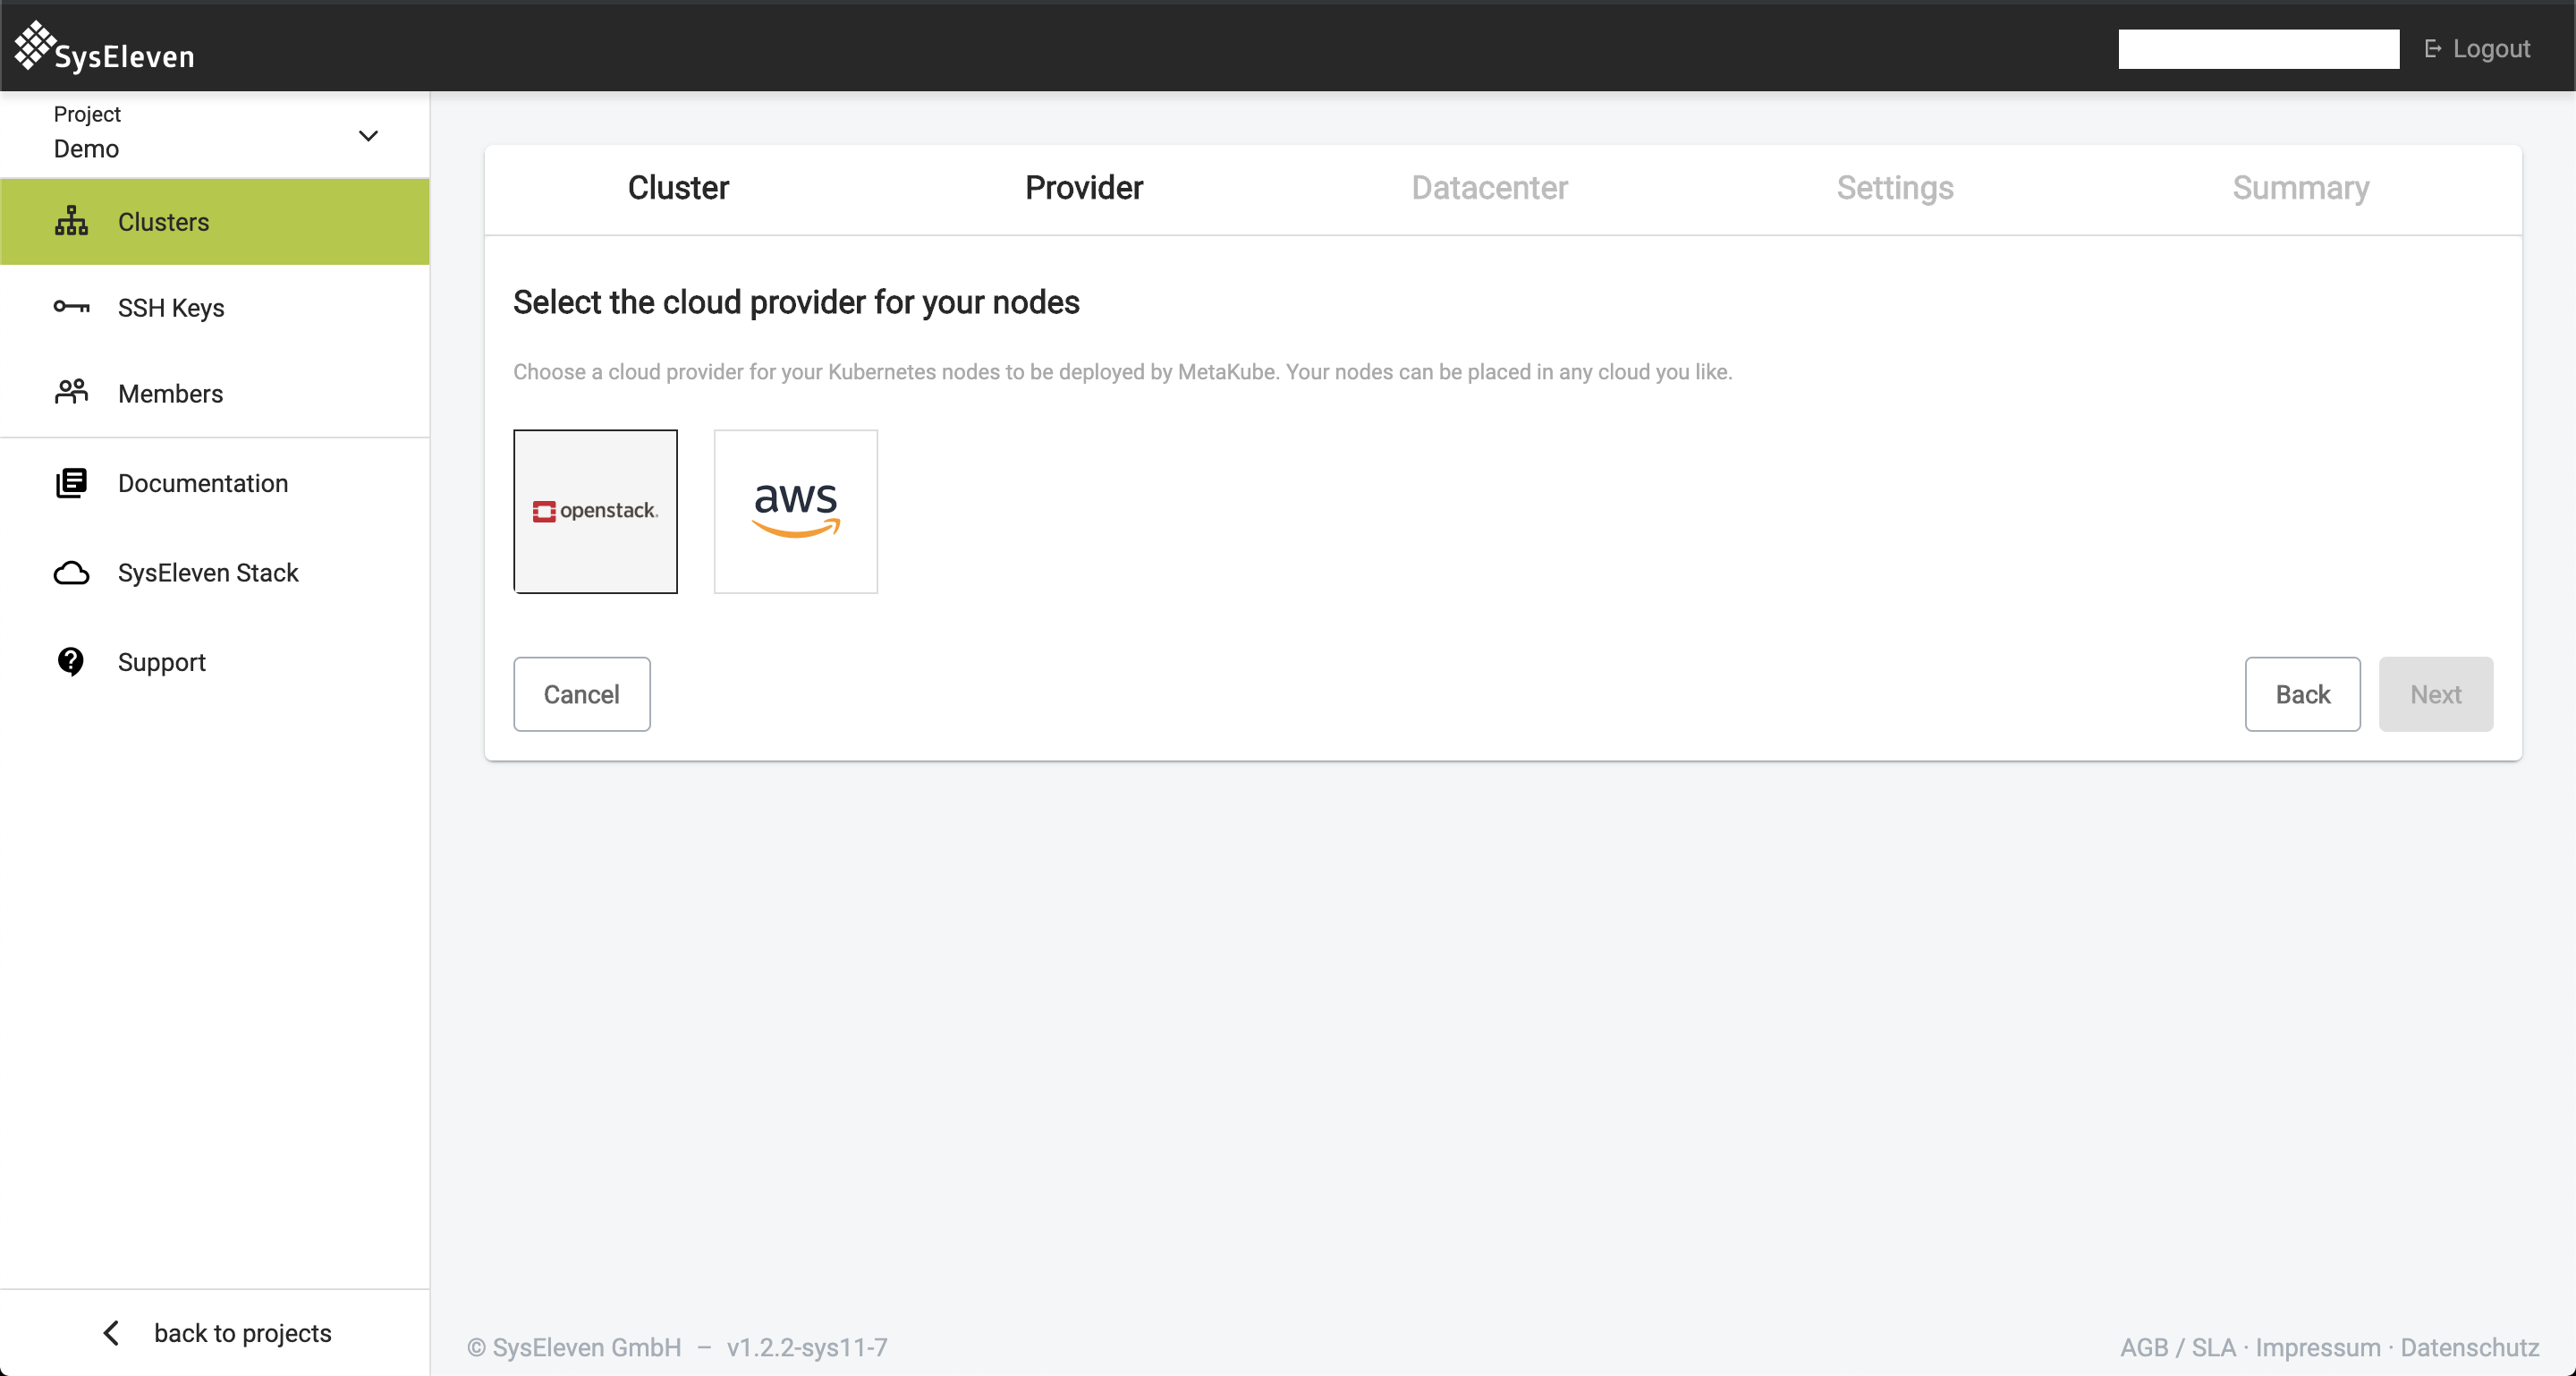 SysEleven
Logout
Project
Demo
Clusters
SSH Keys
Members
Documentation
SysEleven Stack
Support
back to projects
Cluster
Provider
Datacenter
Settings
Summary
Select the cloud provider for your nodes
Choose a cloud provider for your Kubernetes nodes to be deployed by MetaKube. Your nodes can be placed in any cloud you like.
openstack.
aws
Cancel
Back
Next
© SysEleven GmbH – v1.2.2-sys11-7
AGB / SLA · Impressum · Datenschutz